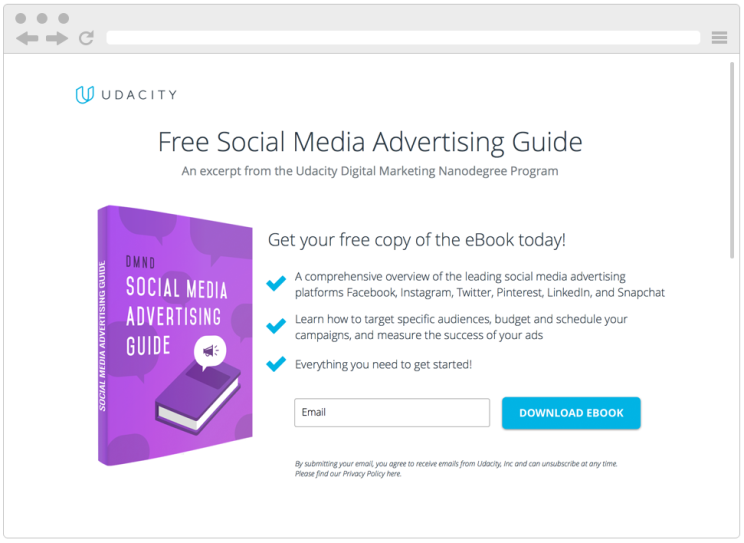 UDACITY
Free Social Media Advertising Guide
An excerpt from the Udacity Digital Marketing Nanodegree Program
SOCIAL MEDIA ADVERTISING GUIDE
DMND
SOCIAL MEDIA
ADVERTISING
GUIDE
Get your free copy of the eBook today!
A comprehensive overview of the leading social media advertising
platforms Facebook, Instagram, Twitter, Pinterest, LinkedIn, and Snapchat
Learn how to target specific audiences, budget and schedule your
campaigns, and measure the success of your ads
Everything you need to get started!
Email
DOWNLOAD EBOOK
By submitting your email, you agree to receive emails from Udacity, Inc and can unsubscribe at any time.
Please find our Privacy Policy here.